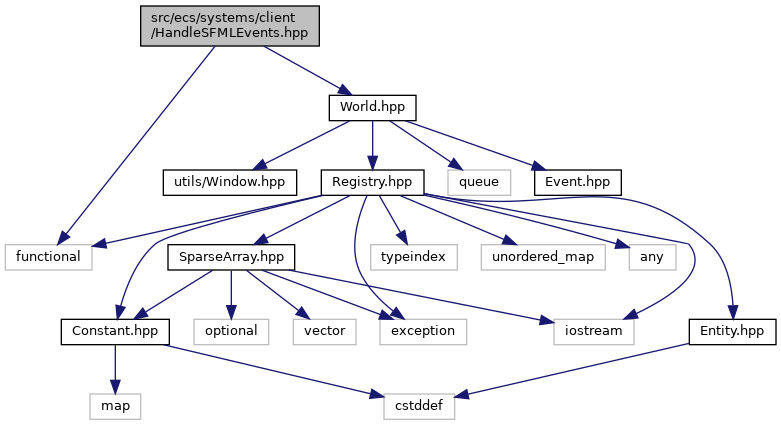 src/ecs/systems/client
/HandleSFMLEvents.hpp
World.hpp
utils/Window.hpp
Registry.hpp
queue
Event.hpp
functional
SparseArray.hpp
typeindex
unordered_map
any
Constant.hpp
optional
vector
exception
iostream
Entity.hpp
map
cstddef